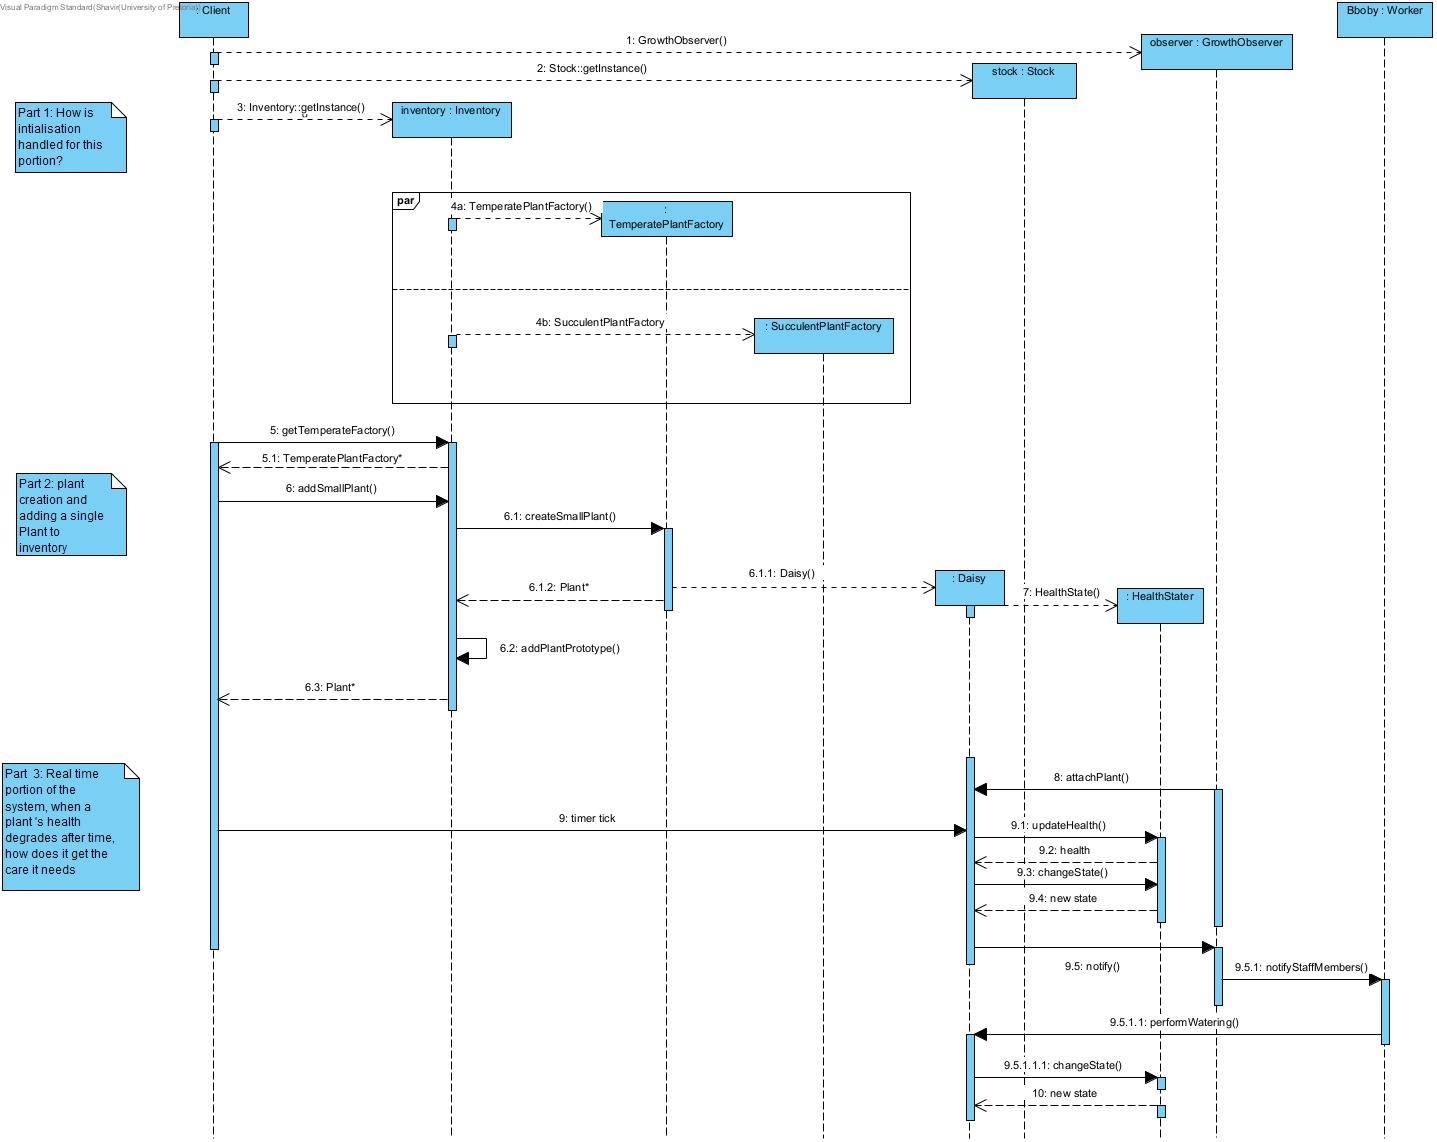 Visual Paradigm Standard(Shavir(University of Pretoria))
: Client
Bboby : Worker
1: GrowthObserver()
observer : GrowthObserver
2: Stock::getInstance()
stock : Stock
3: Inventory::getInstance()
inventory : Inventory
Part 1: How is
intialisation
handled for this
portion?
par
4a: TemperatePlantFactory()
:
TemperatePlantFactory
4b: SucculentPlantFactory
: SucculentPlantFactory
5: getTemperateFactory()
5.1: TemperatePlantFactory*
6: addSmallPlant()
Part 2: plant
creation and
adding a single
Plant to
inventory
6.1: createSmallPlant()
6.1.1: Daisy()
: Daisy
6.1.2: Plant*
7: HealthState()
: HealthStater
6.2: addPlantPrototype()
6.3: Plant*
Part  3: Real time
portion of the
system, when a
plant 's health
degrades after time,
how does it get the
care it needs
8: attachPlant()
9: timer tick
9.1: updateHealth()
9.2: health
9.3: changeState()
9.4: new state
9.5: notify()
9.5.1: notifyStaffMembers()
9.5.1.1: performWatering()
9.5.1.1.1: changeState()
10: new state